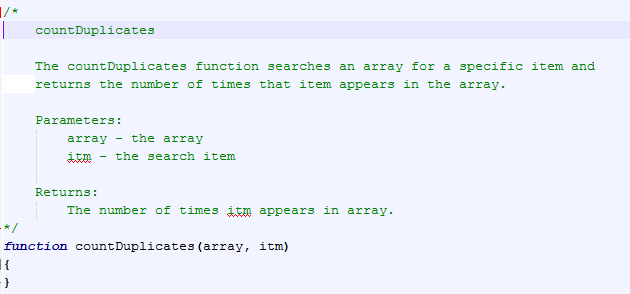 /*
countDuplicates
The countDuplicates function searches an array for a specific item and
returns the number of times that item appears in the array.
Parameters:
array – the array
itm – the search item
Returns:
The number of times itm appears in array.
*/
function countDuplicates(array, itm)
{
}